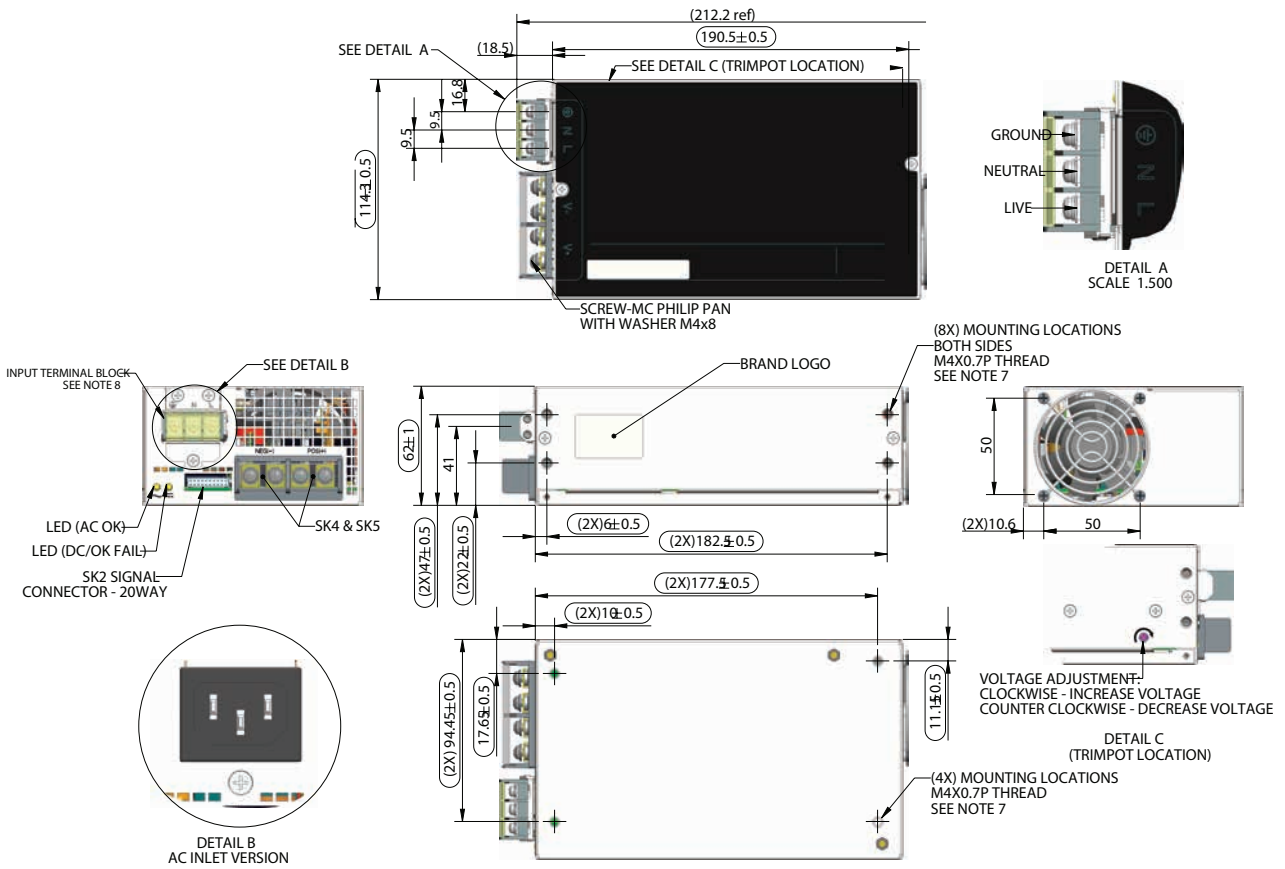 (212.2 ref)
190.5±0.5
(18.5)
SEE DETAIL A
SEE DETAIL C (TRIMPOT LOCATION)
16.8
9.5
9.5
114.3±0.5
N
L
V-
V+
SCREW-MC PHILIP PAN
WITH WASHER M4x8
GROUND
NEUTRAL
LIVE
N
L
DETAIL A
SCALE 1.500
INPUT TERMINAL BLOCK
SEE NOTE 8
SEE DETAIL B
NEG(-)
POS(+)
LED (AC OK)
LED (DC/OK FAIL)
SK2 SIGNAL
CONNECTOR - 20WAY
SK4 & SK5
BRAND LOGO
(8X) MOUNTING LOCATIONS
BOTH SIDES
M4X0.7P THREAD
SEE NOTE 7
62±1
41
(2X)47±0.5
(2X)22±0.5
(2X)6±0.5
(2X)182.5±0.5
50
(2X)10.6
50
VOLTAGE ADJUSTMENT:
CLOCKWISE - INCREASE VOLTAGE
COUNTER CLOCKWISE - DECREASE VOLTAGE
DETAIL C
(TRIMPOT LOCATION)
(2X)177.5±0.5
(2X)10±0.5
(2X) 94.45±0.5
17.65±0.5
11.15±0.5
(4X) MOUNTING LOCATIONS
M4X0.7P THREAD
SEE NOTE 7
DETAIL B
AC INLET VERSION